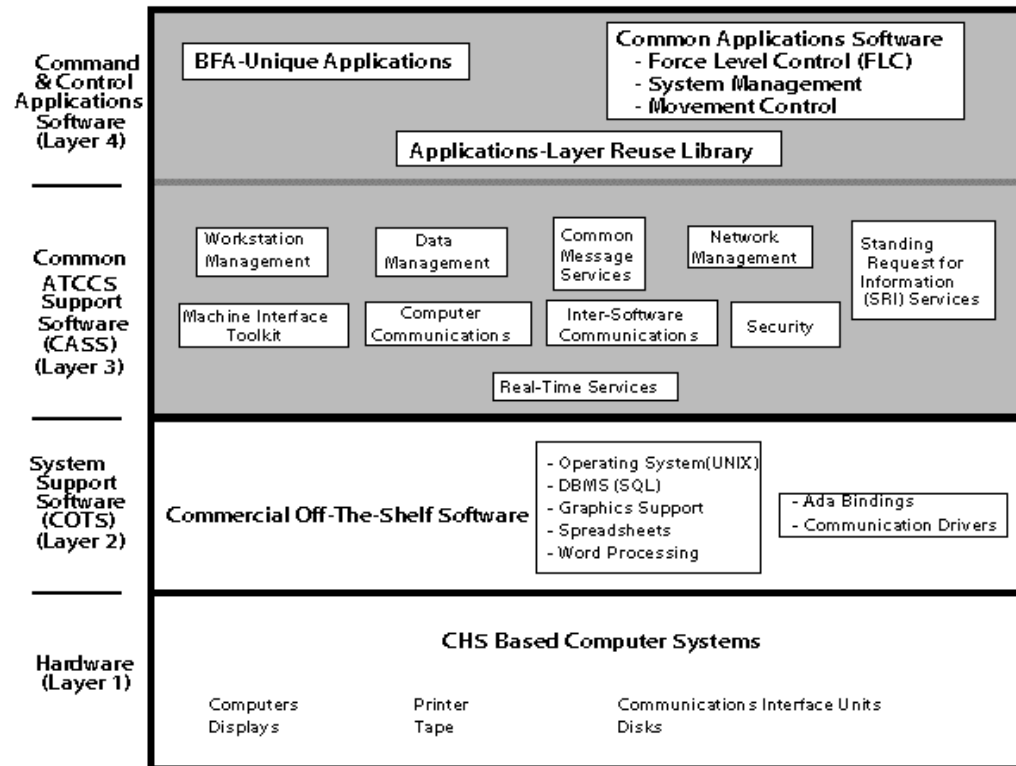 Command
& Control
Applications
Software
(Layer 4)
BFA-Unique Applications
Common Applications Software
- Force Level Control (FLC)
- System Management
- Movement Control
Applications-Layer Reuse Library
Common
ATCCS
Support
Software
(CASS)
(Layer 3)
Workstation
Management
Data
Management
Common
Message
Services
Network
Management
Standing
Request for
Information
(SRI) Services
Machine Interface
Toolkit
Computer
Communications
Inter-Software
Communications
Security
Real-Time Services
System
Support
Software
(COTS)
(Layer 2)
Commercial Off-The-Shelf Software
- Operating System(UNIX)
- DBMS (SQL)
- Graphics Support
- Spreadsheets
- Word Processing
- Ada Bindings
- Communication Drivers
Hardware
(Layer 1)
CHS Based Computer Systems
Computers
Displays
Printer
Tape
Communications Interface Units
Disks